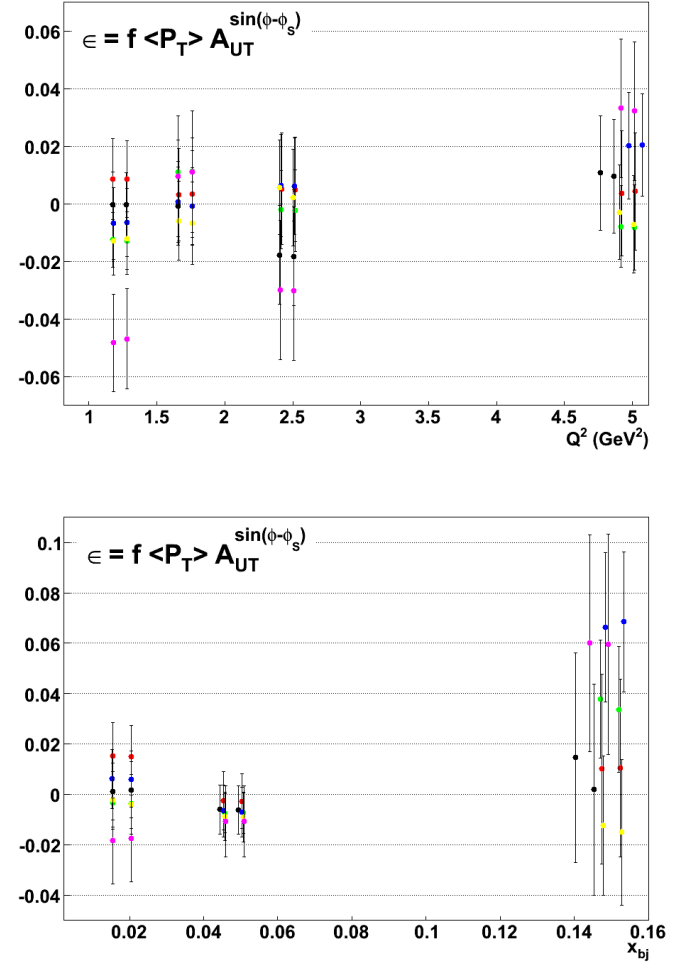 0.06
ϵ = f <P_T> A_UT^sin(ϕ-ϕ_S)
0.04
0.02
0
-0.02
-0.04
-0.06
1 1.5 2 2.5 3 3.5 4 4.5 5
Q² (GeV²)
0.1
ϵ = f <P_T> A_UT^sin(ϕ-ϕ_S)
0.08
0.06
0.04
0.02
0
-0.02
-0.04
0.02 0.04 0.06 0.08 0.1 0.12 0.14 0.16
x_bj